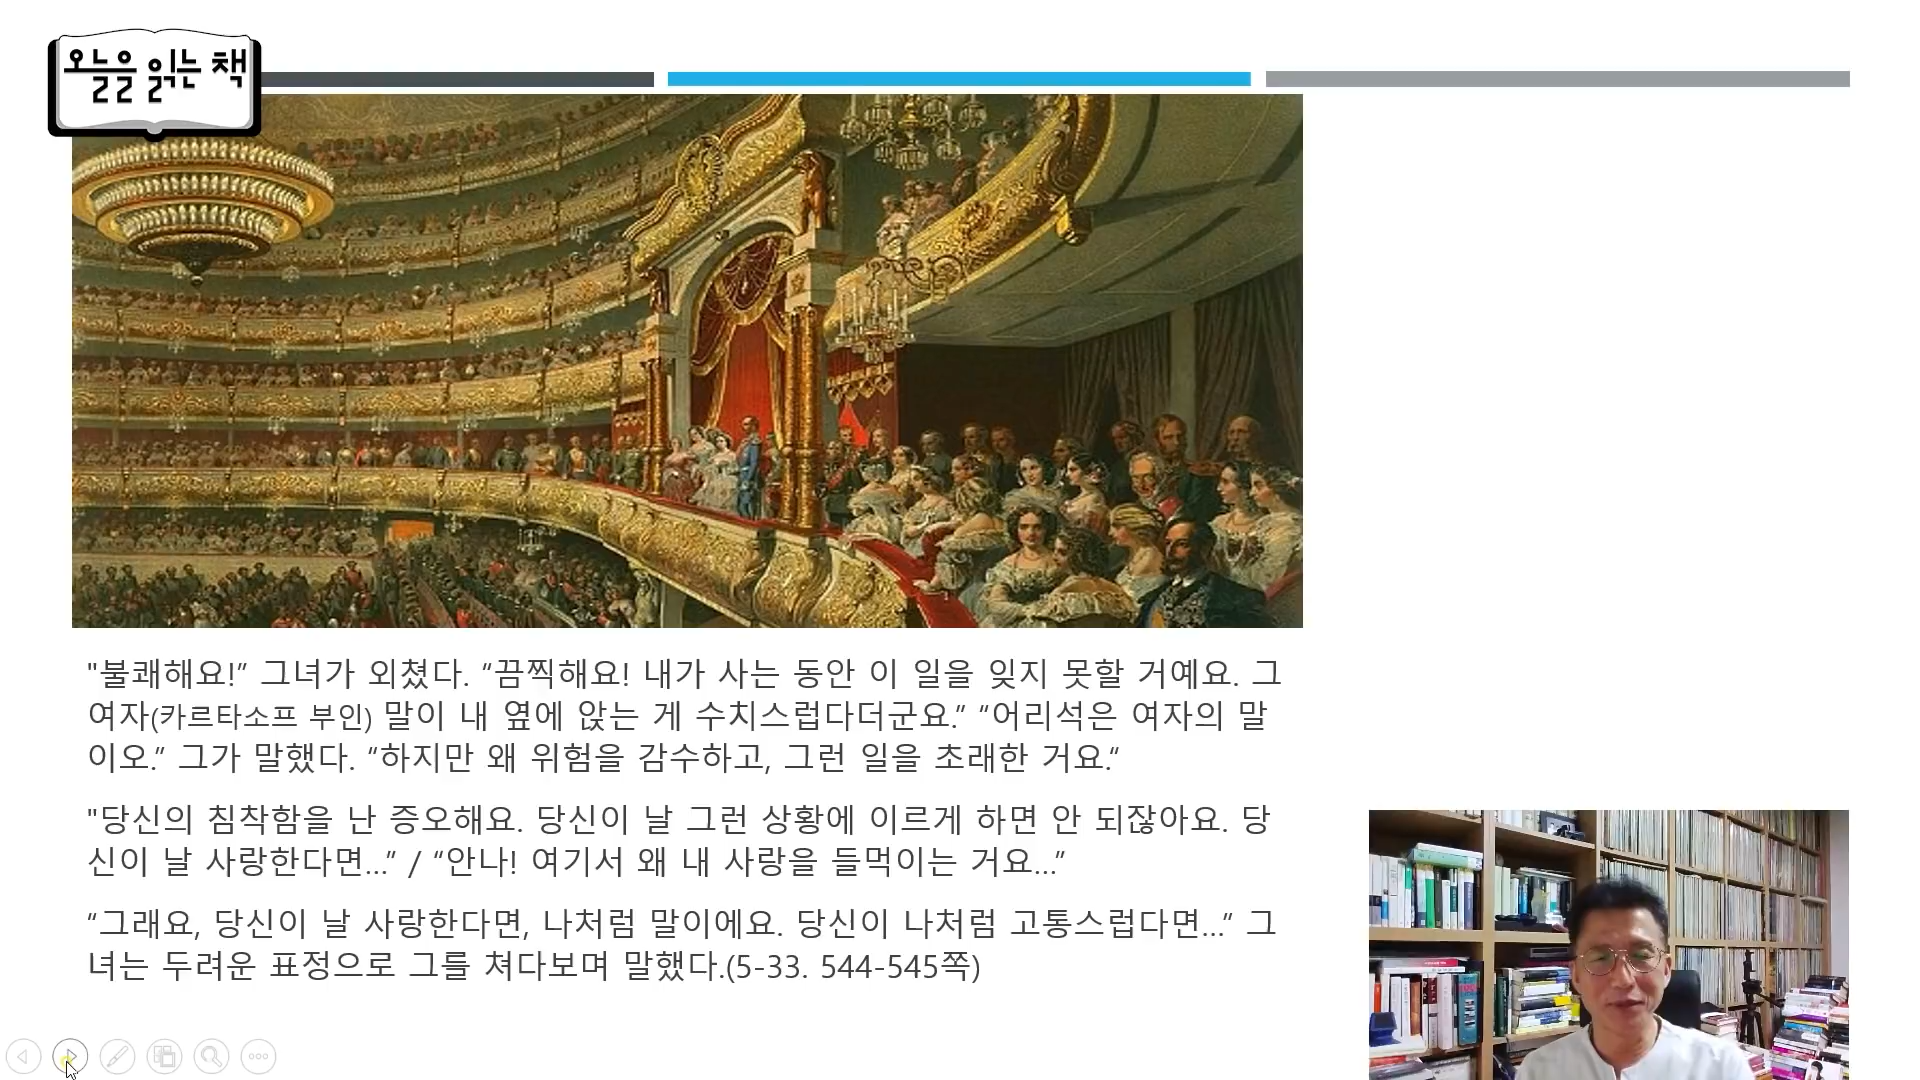 오늘을 읽는 책
"불쾌해요!” 그녀가 외쳤다. “끔찍해요! 내가 사는 동안 이 일을 잊지 못할 거예요. 그
여자(카르타소프 부인) 말이 내 옆에 앉는 게 수치스럽다더군요.” “어리석은 여자의 말
이오.” 그가 말했다. “하지만 왜 위험을 감수하고, 그런 일을 초래한 거요.“
"당신의 침착함을 난 증오해요. 당신이 날 그런 상황에 이르게 하면 안 되잖아요. 당
신이 날 사랑한다면...” / “안나! 여기서 왜 내 사랑을 들먹이는 거요...”
“그래요, 당신이 날 사랑한다면, 나처럼 말이에요. 당신이 나처럼 고통스럽다면...” 그
녀는 두려운 표정으로 그를 쳐다보며 말했다.(5-33. 544-545쪽)